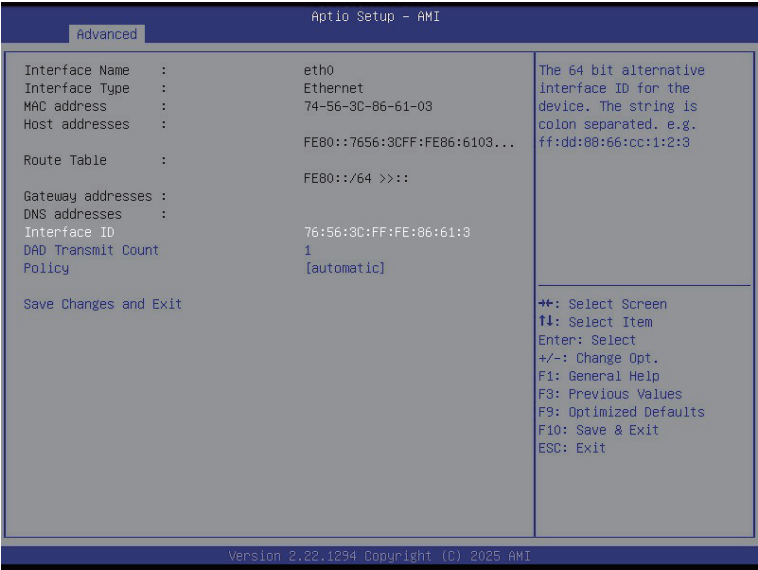 Aptio Setup - AMI
Advanced
Interface Name : eth0
Interface Type : Ethernet
MAC address : 74-56-3C-86-61-03
Host addresses :
FE80::7656:3CFF:FE86:6103...
Route Table :
FE80::/64 >>::
Gateway addresses :
DNS addresses :
Interface ID 76:56:3C:FF:FE:86:61:3
DAD Transmit Count 1
Policy [automatic]
Save Changes and Exit
The 64 bit alternative
interface ID for the
device. The string is
colon separated. e.g.
ff:dd:88:66:cc:1:2:3
→←: Select Screen
↑↓: Select Item
Enter: Select
+/-: Change Opt.
F1: General Help
F3: Previous Values
F9: Optimized Defaults
F10: Save & Exit
ESC: Exit
Version 2.22.1294 Copyright (C) 2025 AMI